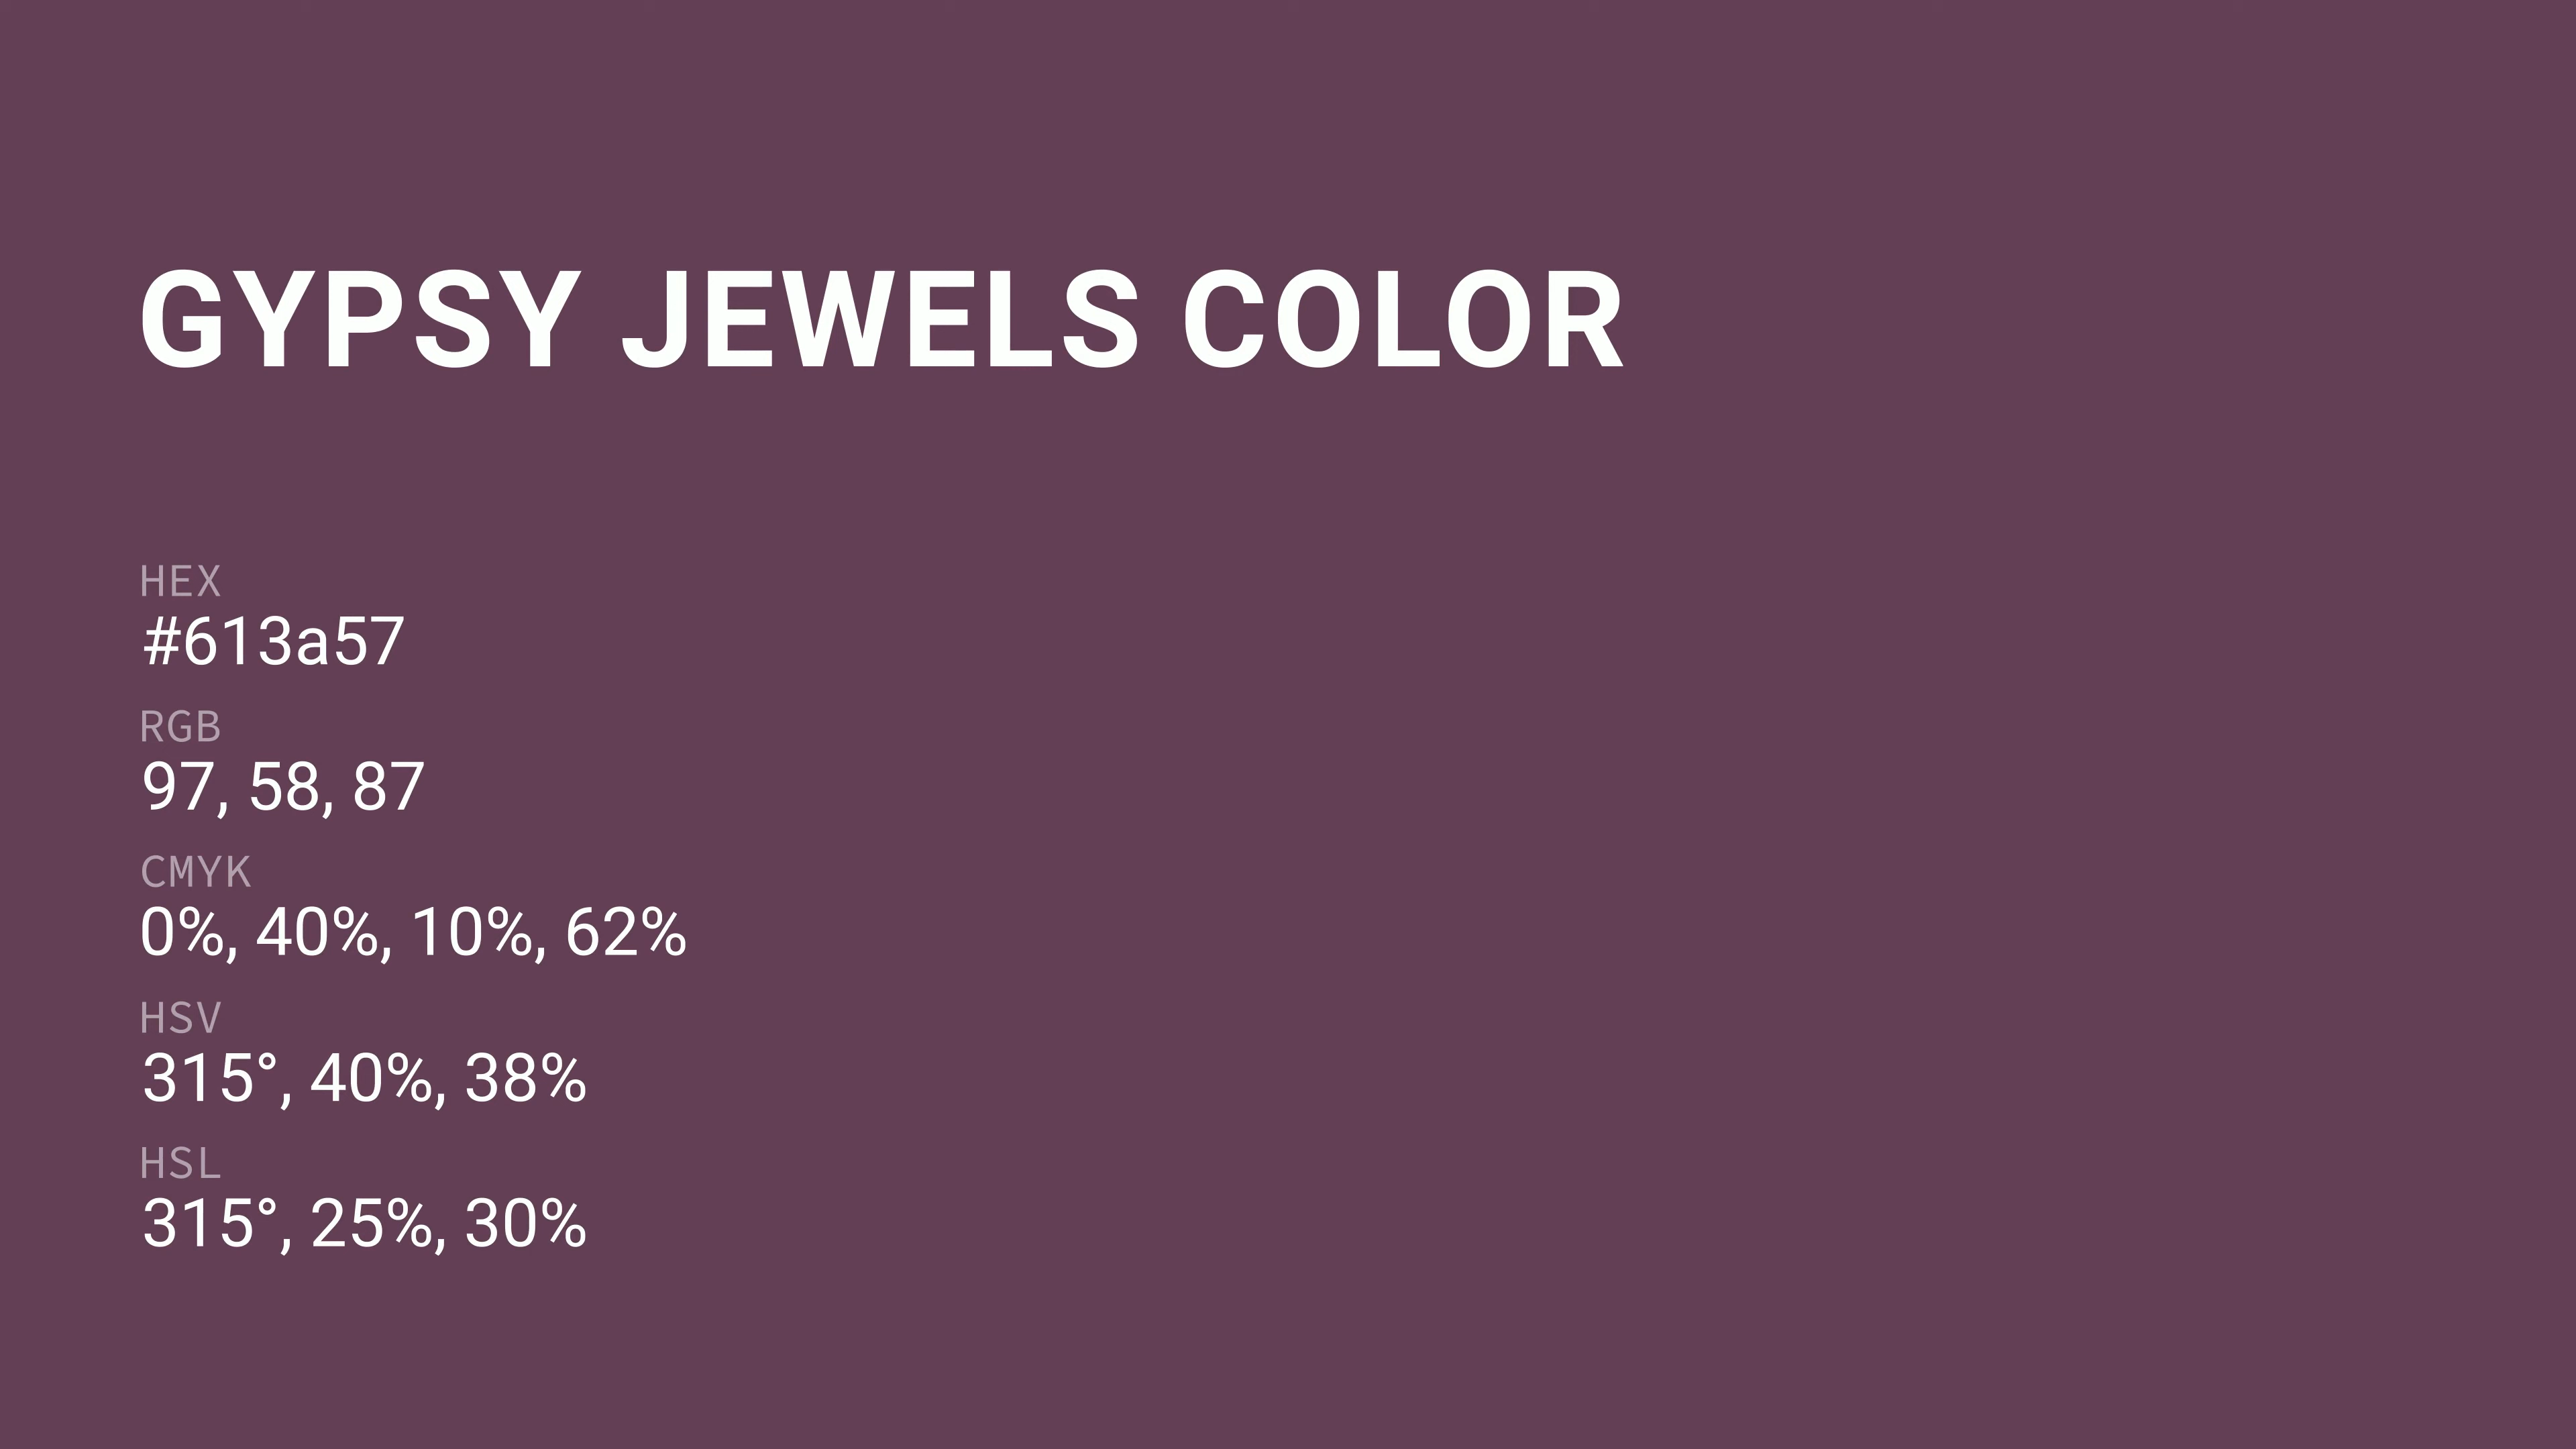 GYPSY JEWELS COLOR
HEX
#613a57
RGB
97, 58, 87
CMYK
0%, 40%, 10%, 62%
HSV
315°, 40%, 38%
HSL
315°, 25%, 30%